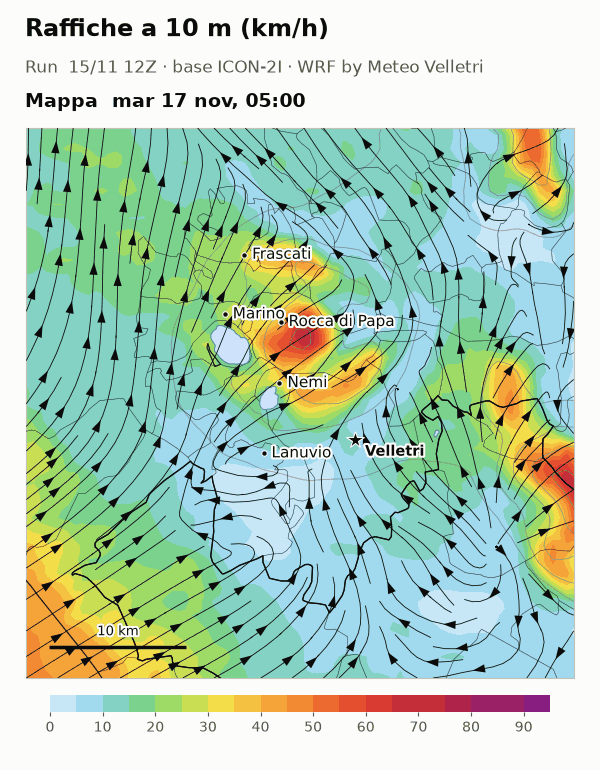 Raffiche a 10 m (km/h)
Run 15/11 12Z · base ICON-2I · WRF by Meteo Velletri
Mappa mar 17 nov, 05:00
Frascati
Marino
Rocca di Papa
Nemi
Lanuvio
Velletri
10 km
0 10 20 30 40 50 60 70 80 90